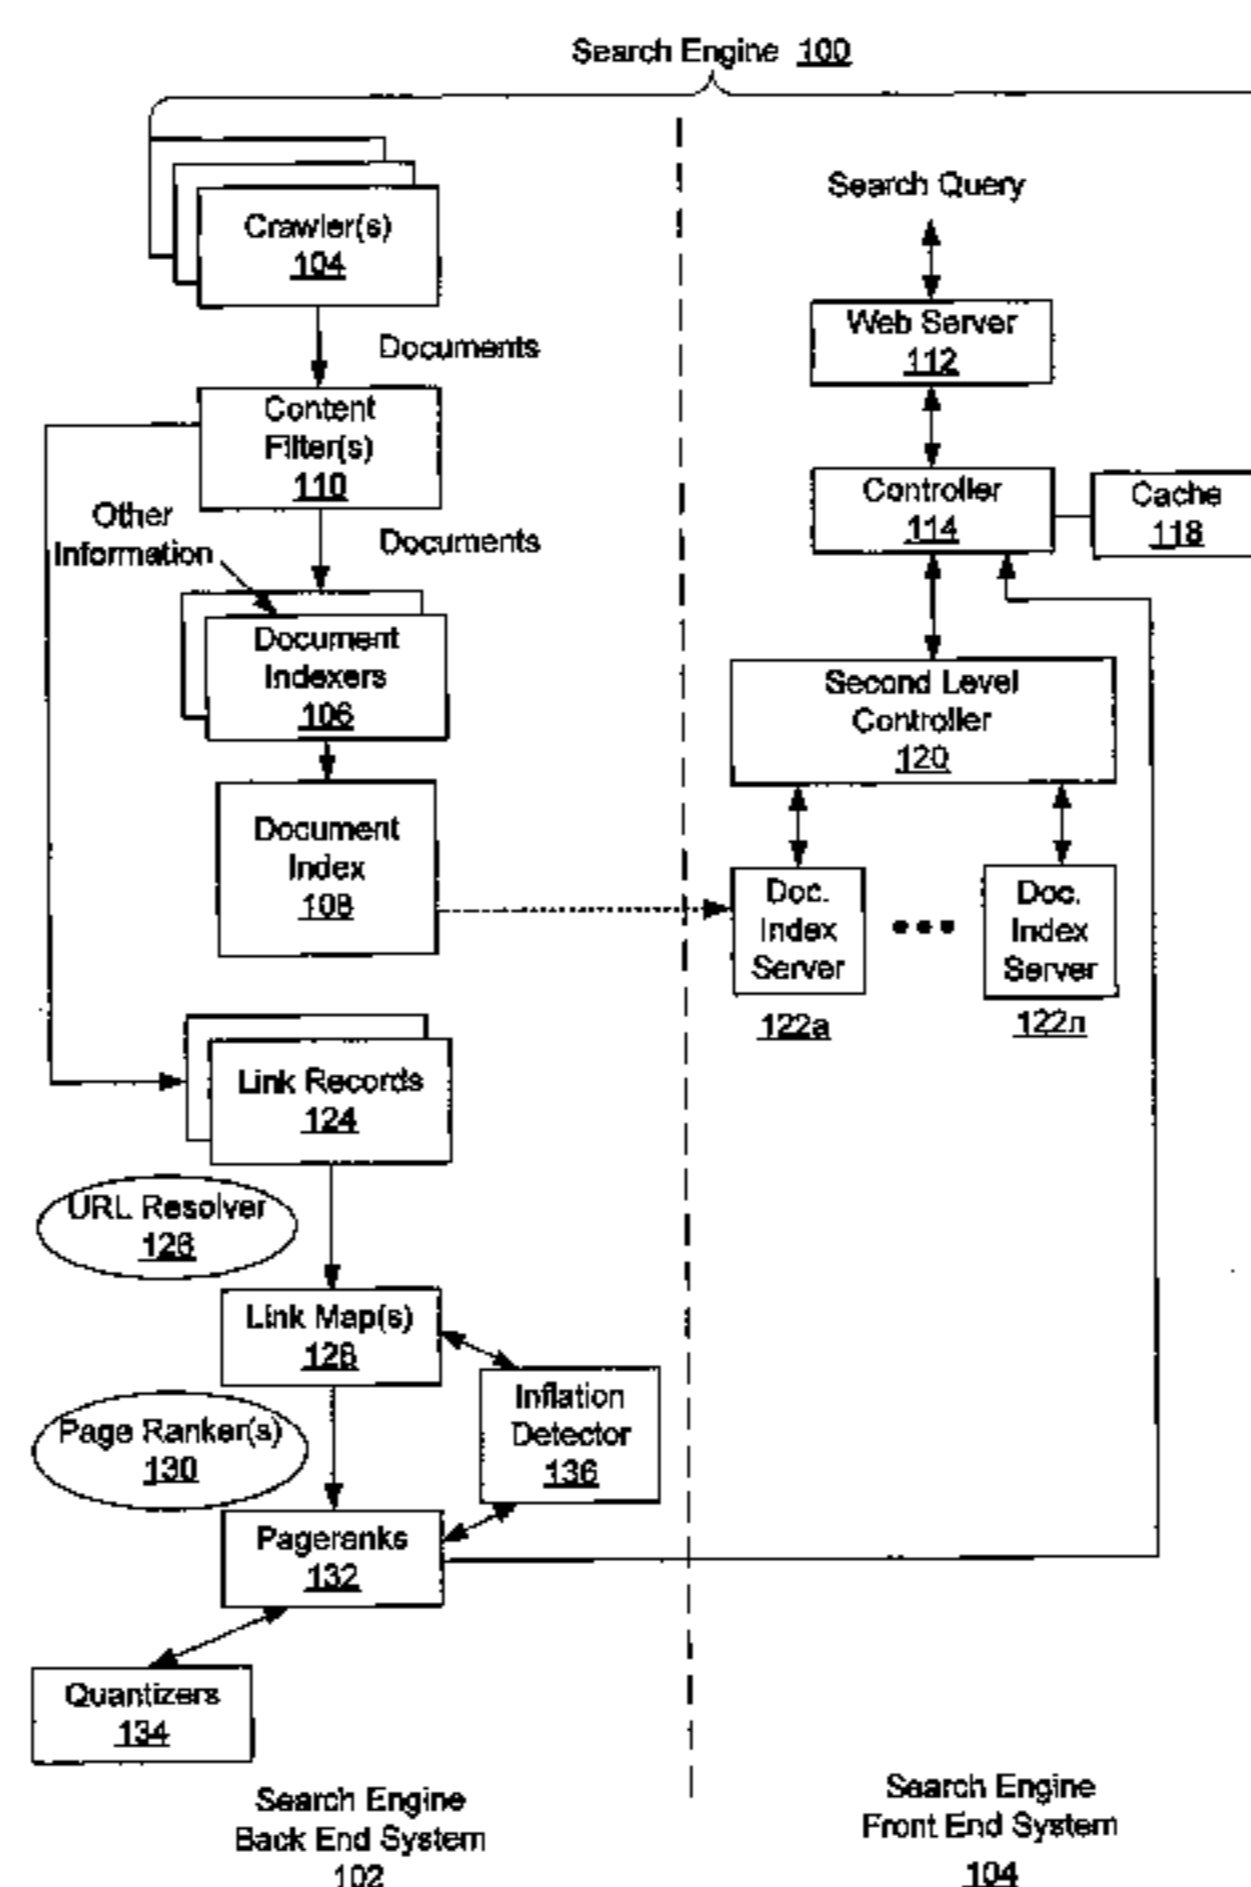 Search Engine 100
Crawler(s)
104
Documents
Content
Filter(s)
110
Other
Information
Documents
Document
Indexers
106
Document
Index
108
Link Records
124
URL Resolver
126
Link Map(s)
128
Inflation
Detector
136
Page Ranker(s)
130
Pageranks
132
Quantizers
134
Search Engine
Back End System
102
Search Query
Web Server
112
Controller
114
Cache
118
Second Level
Controller
120
Doc.
Index
Server
122a
Doc.
Index
Server
122n
Search Engine
Front End System
104